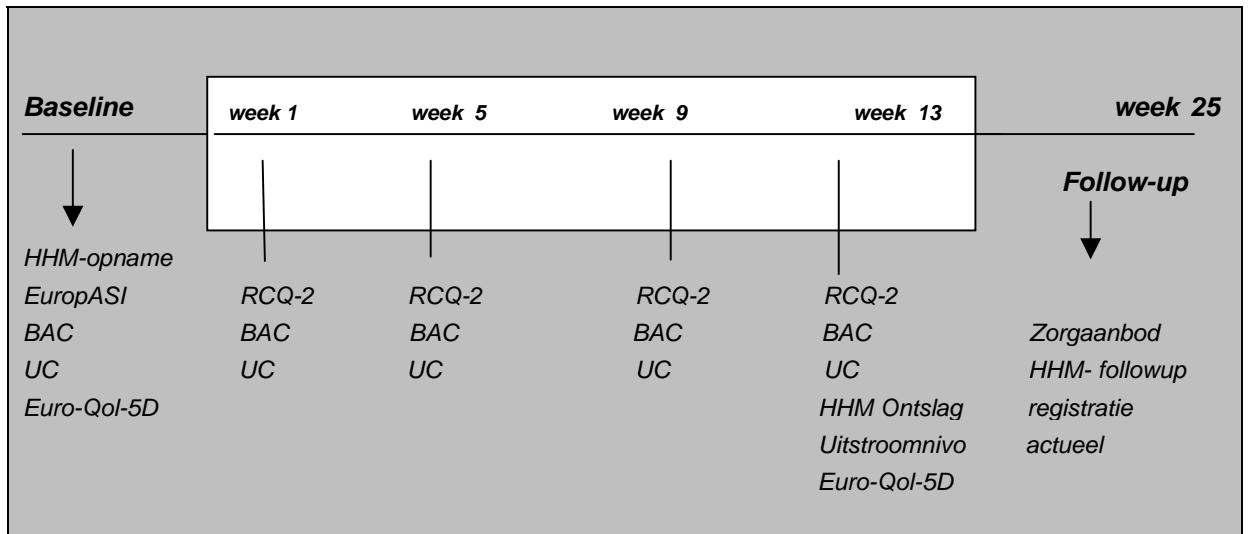 Baseline
week 1
week 5
week 9
week 13
week 25
Follow-up
HHM-opname
EuropASI
BAC
UC
Euro-Qol-5D
RCQ-2
BAC
UC
RCQ-2
BAC
UC
RCQ-2
BAC
UC
RCQ-2
BAC
UC
HHM Ontslag
Uitstroomnivo
Euro-Qol-5D
Zorgaanbod
HHM- followup
registratie
actueel